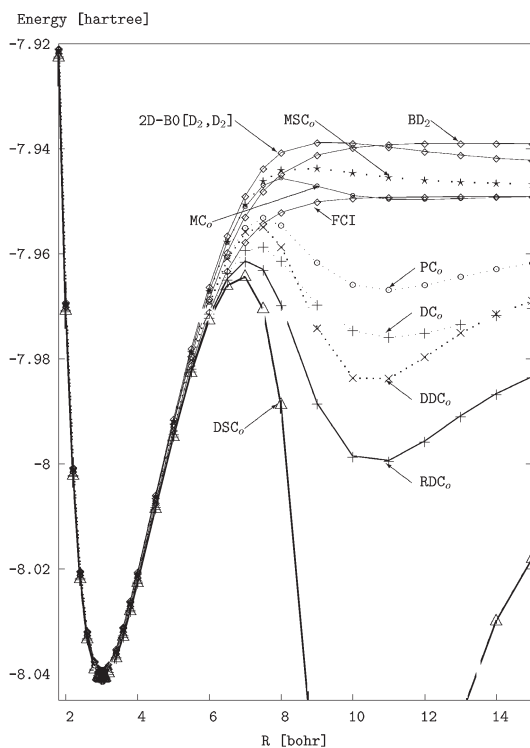 Energy [hartree]
-7.92
2D-BO[D₂,D₂]
MSCₒ
BD₂
-7.94
MCₒ
FCI
-7.96
PCₒ
DCₒ
-7.98
DDCₒ
DSCₒ
RDCₒ
-8
-8.02
-8.04
2 4 6 8 10 12 14
R [bohr]